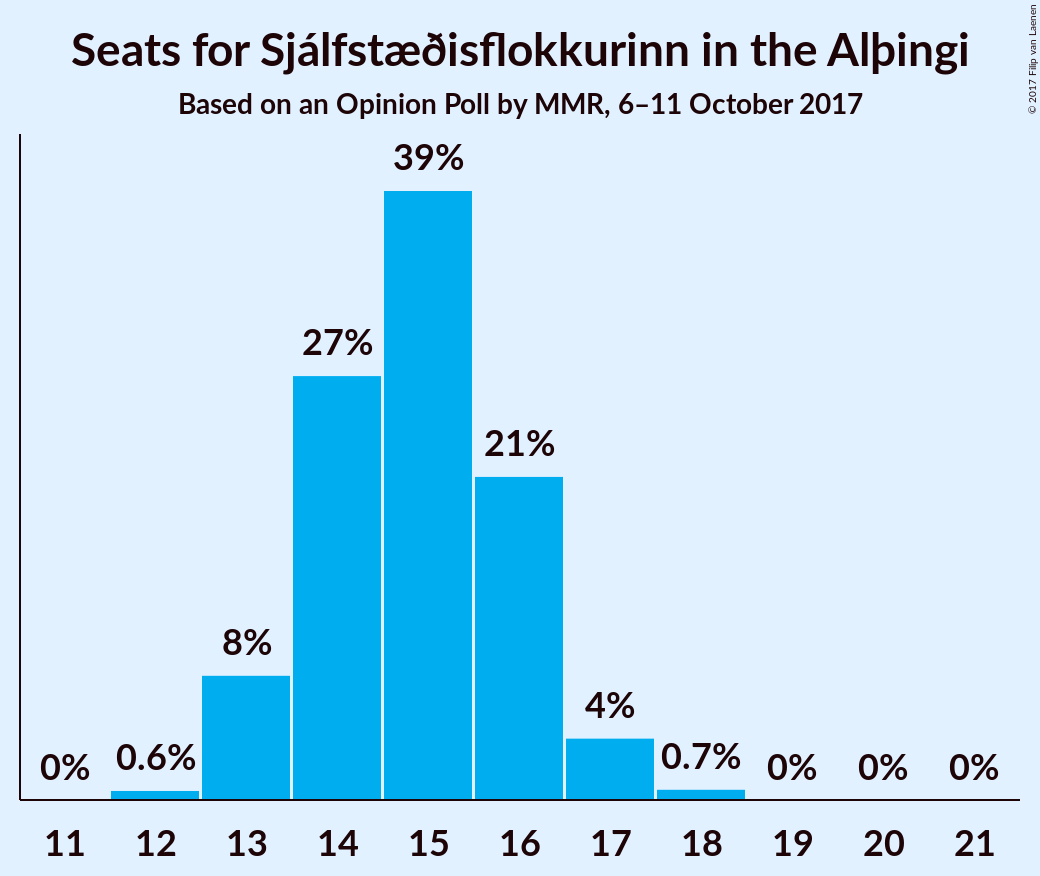 Seats for Sjálfstæðisflokkurinn in the Alþingi
Based on an Opinion Poll by MMR, 6–11 October 2017
© 2017 Filip van Laenen
39%
27%
21%
8%
4%
0%
0.6%
0.7%
0%
0%
0%
11 12 13 14 15 16 17 18 19 20 21